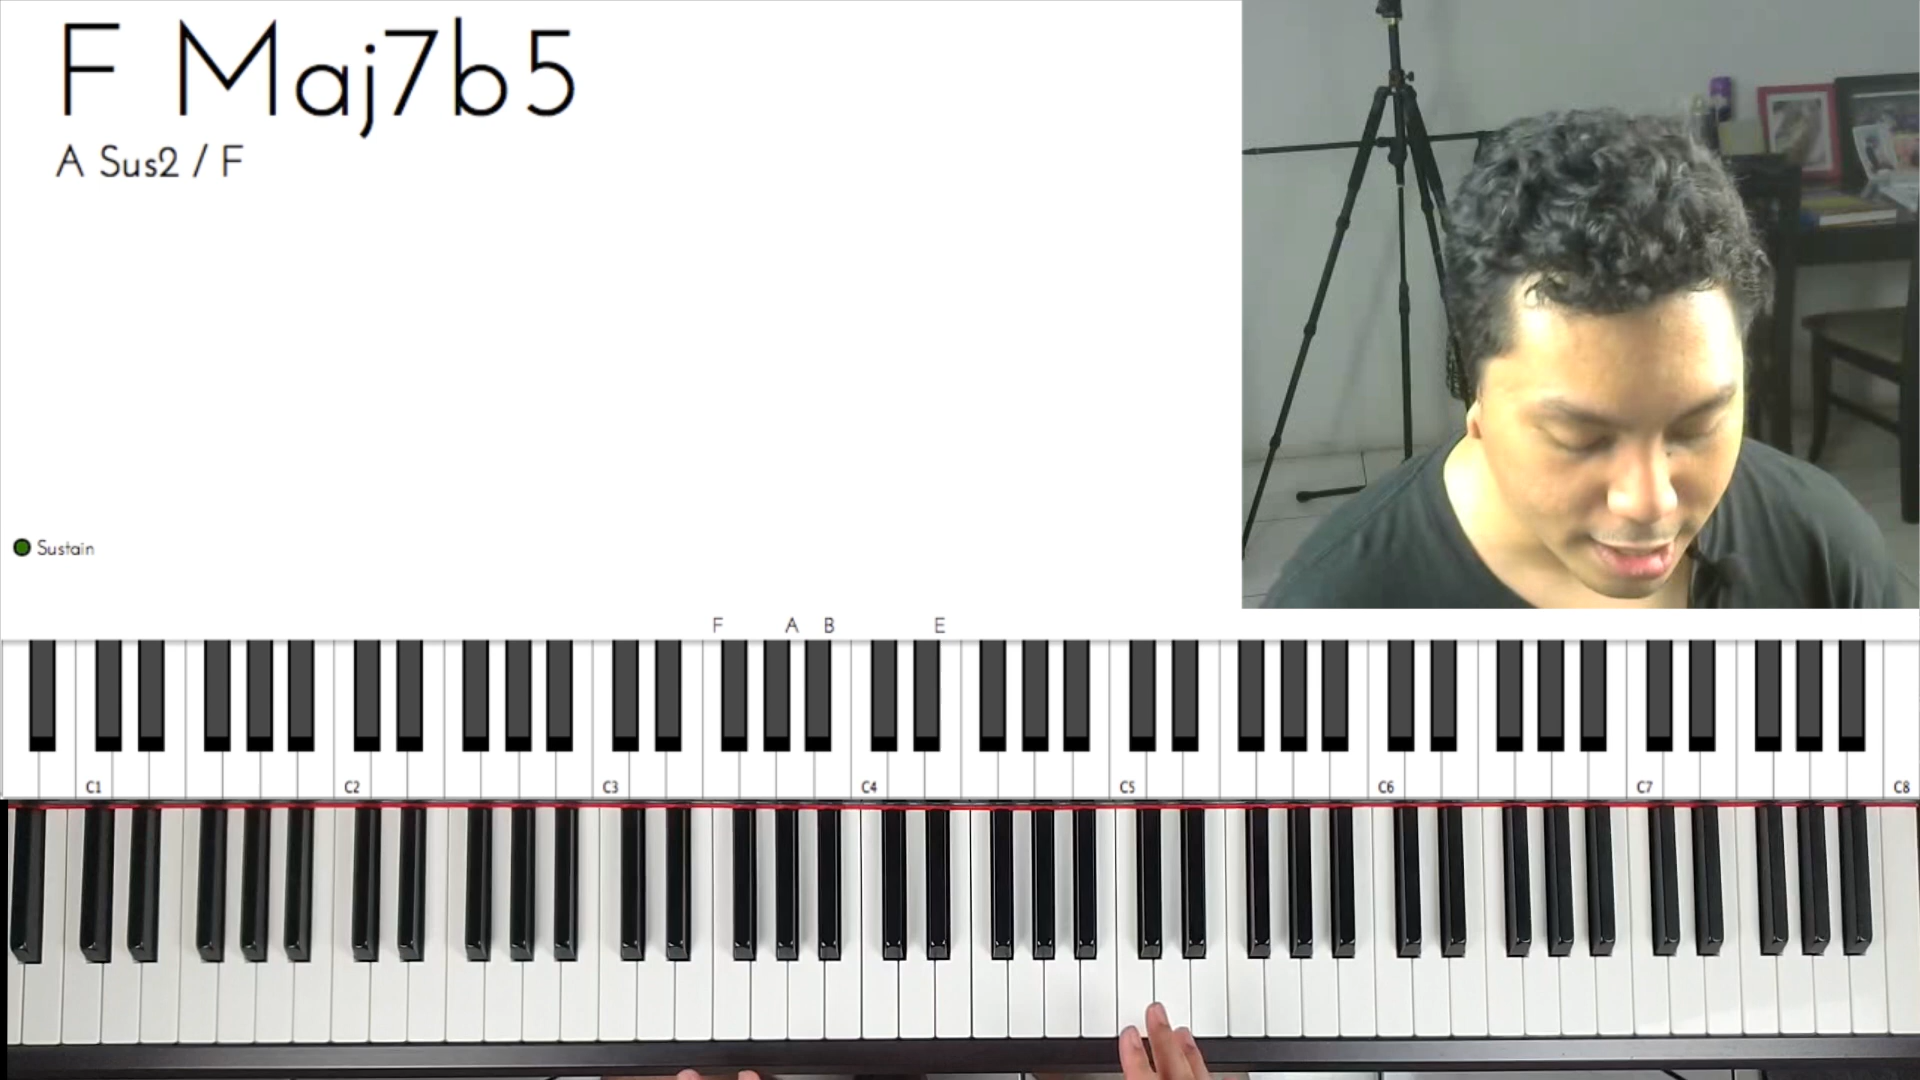 F Maj7b5
A Sus2 / F
Sustain
F A B E
C1 C2 C3 C4 C5 C6 C7 C8